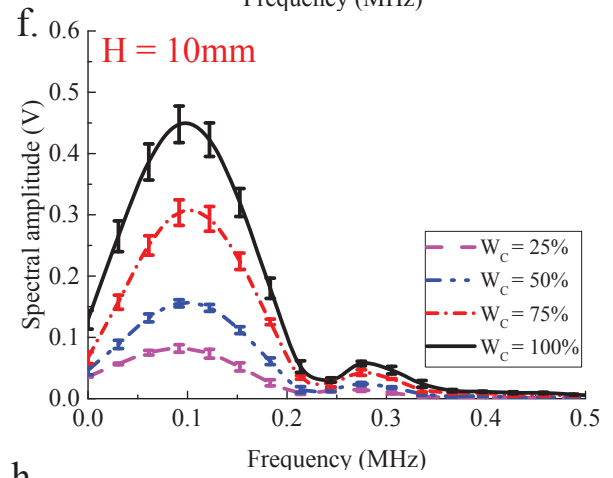 Frequency (MHz)
f.
H = 10mm
Spectral amplitude (V)
0.6
0.5
0.4
0.3
0.2
0.1
0.0
W_C = 25%
W_C = 50%
W_C = 75%
W_C = 100%
0.0 0.1 0.2 0.3 0.4 0.5
Frequency (MHz)
h